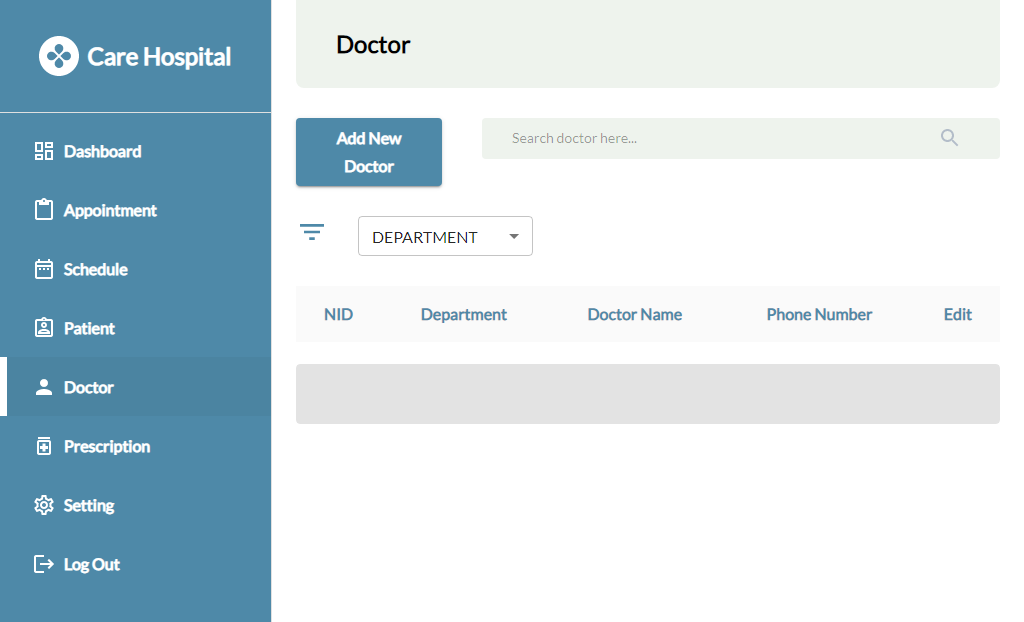 Care Hospital
Dashboard
Appointment
Schedule
Patient
Doctor
Prescription
Setting
Log Out
Doctor
Add New
Doctor
Search doctor here...
DEPARTMENT
NID Department Doctor Name Phone Number Edit